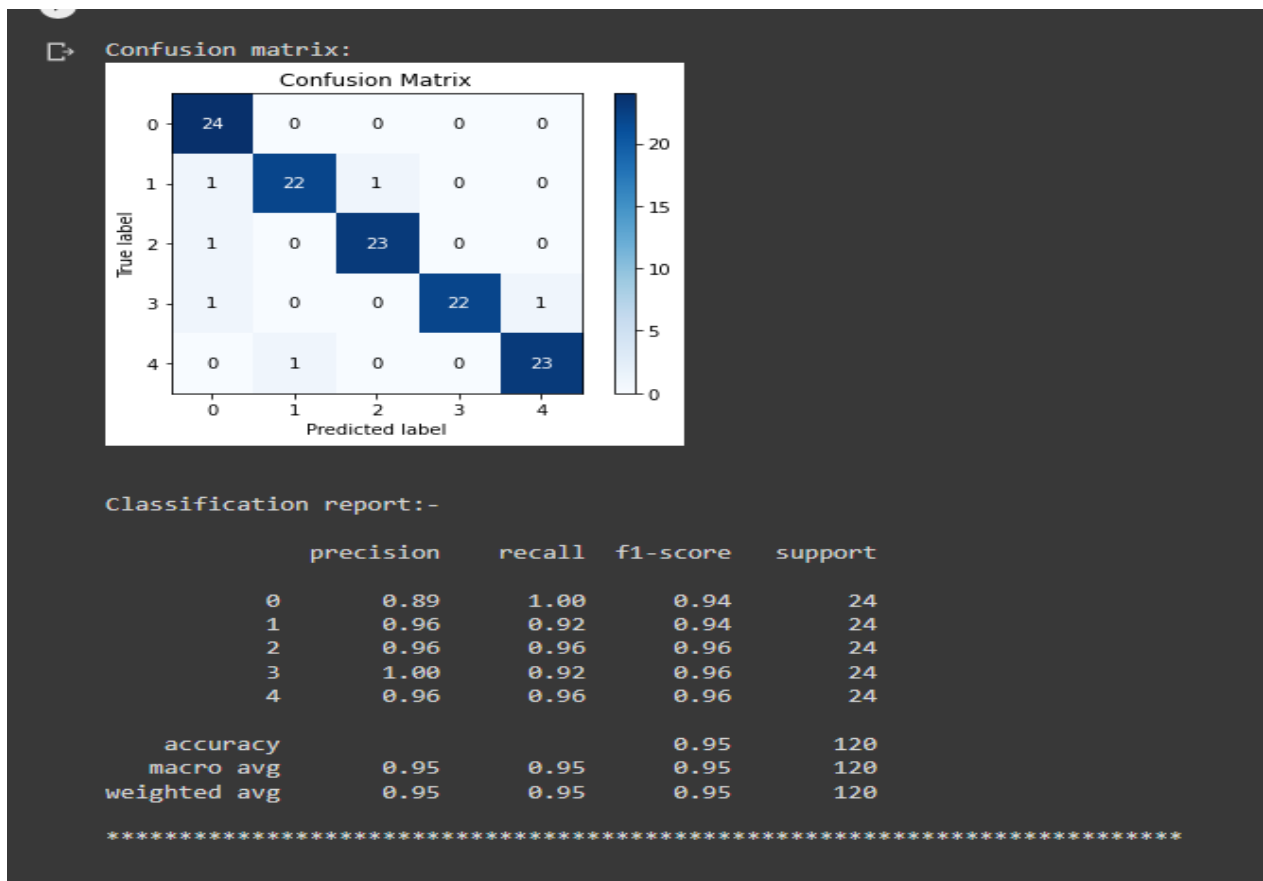 Confusion matrix:
Confusion Matrix
0 24 0 0 0 0
20
1 1 22 1 0 0
15
True label
2 1 0 23 0 0
10
3 1 0 0 22 1
5
4 0 1 0 0 23
0
0 1 2 3 4
Predicted label
Classification report:-
precision recall f1-score support
0 0.89 1.00 0.94 24
1 0.96 0.92 0.94 24
2 0.96 0.96 0.96 24
3 1.00 0.92 0.96 24
4 0.96 0.96 0.96 24
accuracy 0.95 120
macro avg 0.95 0.95 0.95 120
weighted avg 0.95 0.95 0.95 120
**************************************************************************